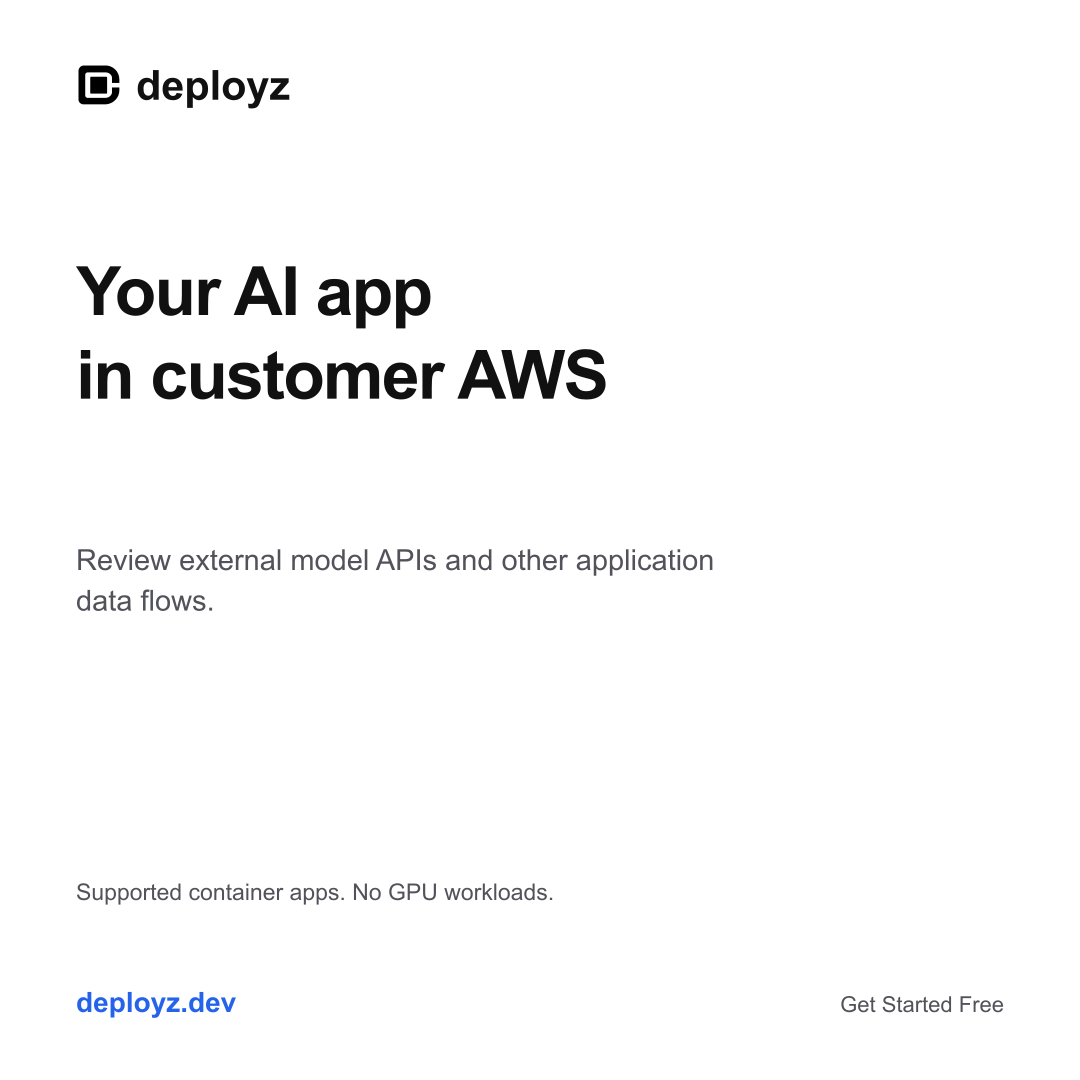 deployz
Your AI app
in customer AWS
Review external model APIs and other application
data flows.
Supported container apps. No GPU workloads.
deployz.dev
Get Started Free